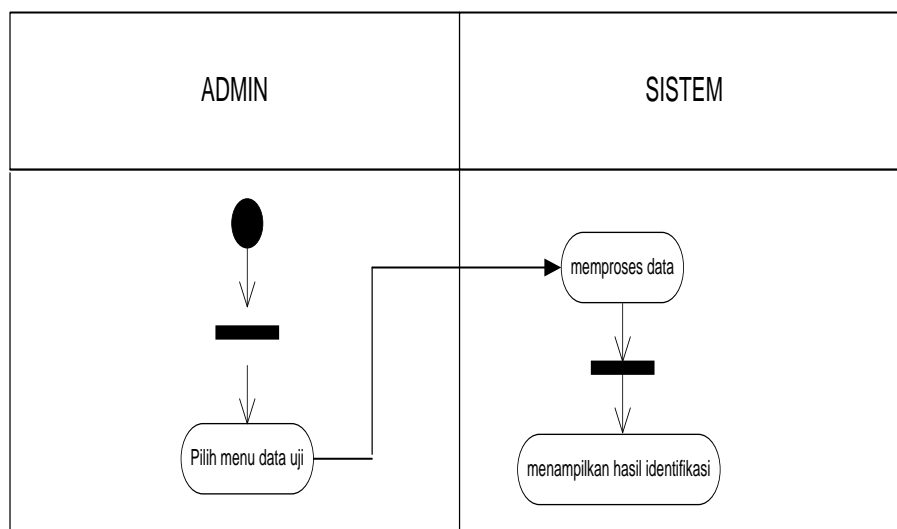 ADMIN
SISTEM
memproses data
Pilih menu data uji
menampilkan hasil identifikasi